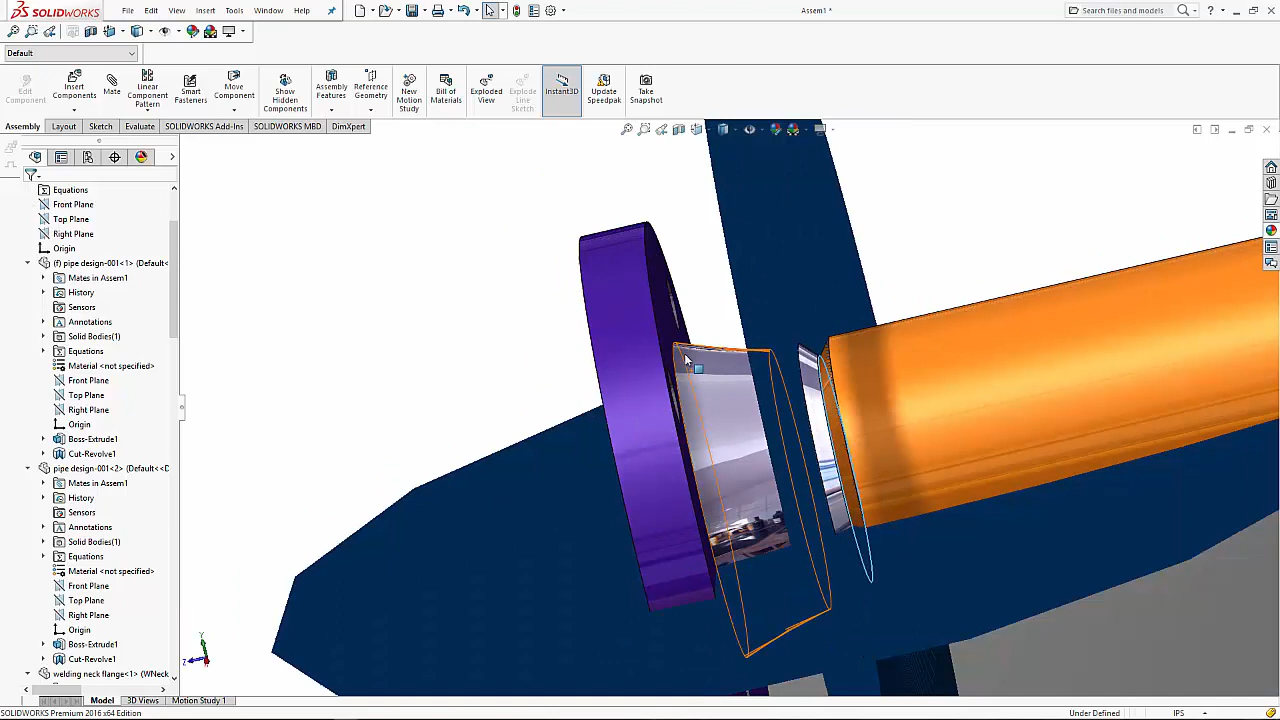 SOLIDWORKS File Edit View Insert Tools Window Help Assem1 * Search files and models
Default
Edit Component
Insert Components
Mate
Linear Component Pattern
Smart Fasteners
Move Component
Show Hidden Components
Assembly Features
Reference Geometry
New Motion Study
Bill of Materials
Exploded View
Explode Line Sketch
Instant3D
Update Speedpak
Take Snapshot
Assembly Layout Sketch Evaluate SOLIDWORKS Add-Ins SOLIDWORKS MBD DimXpert
Equations
Front Plane
Top Plane
Right Plane
Origin
(f) pipe design-001<1> (Default<
Mates in Assem1
History
Sensors
Annotations
Solid Bodies(1)
Equations
Material <not specified>
Front Plane
Top Plane
Right Plane
Origin
Boss-Extrude1
Cut-Revolve1
pipe design-001<2> (Default<<D
Mates in Assem1
History
Sensors
Annotations
Solid Bodies(1)
Equations
Material <not specified>
Front Plane
Top Plane
Right Plane
Origin
Boss-Extrude1
Cut-Revolve1
welding neck flange<1> (WNeck
Y
Z
Model 3D Views Motion Study 1
SOLIDWORKS Premium 2016 x64 Edition Under Defined IPS